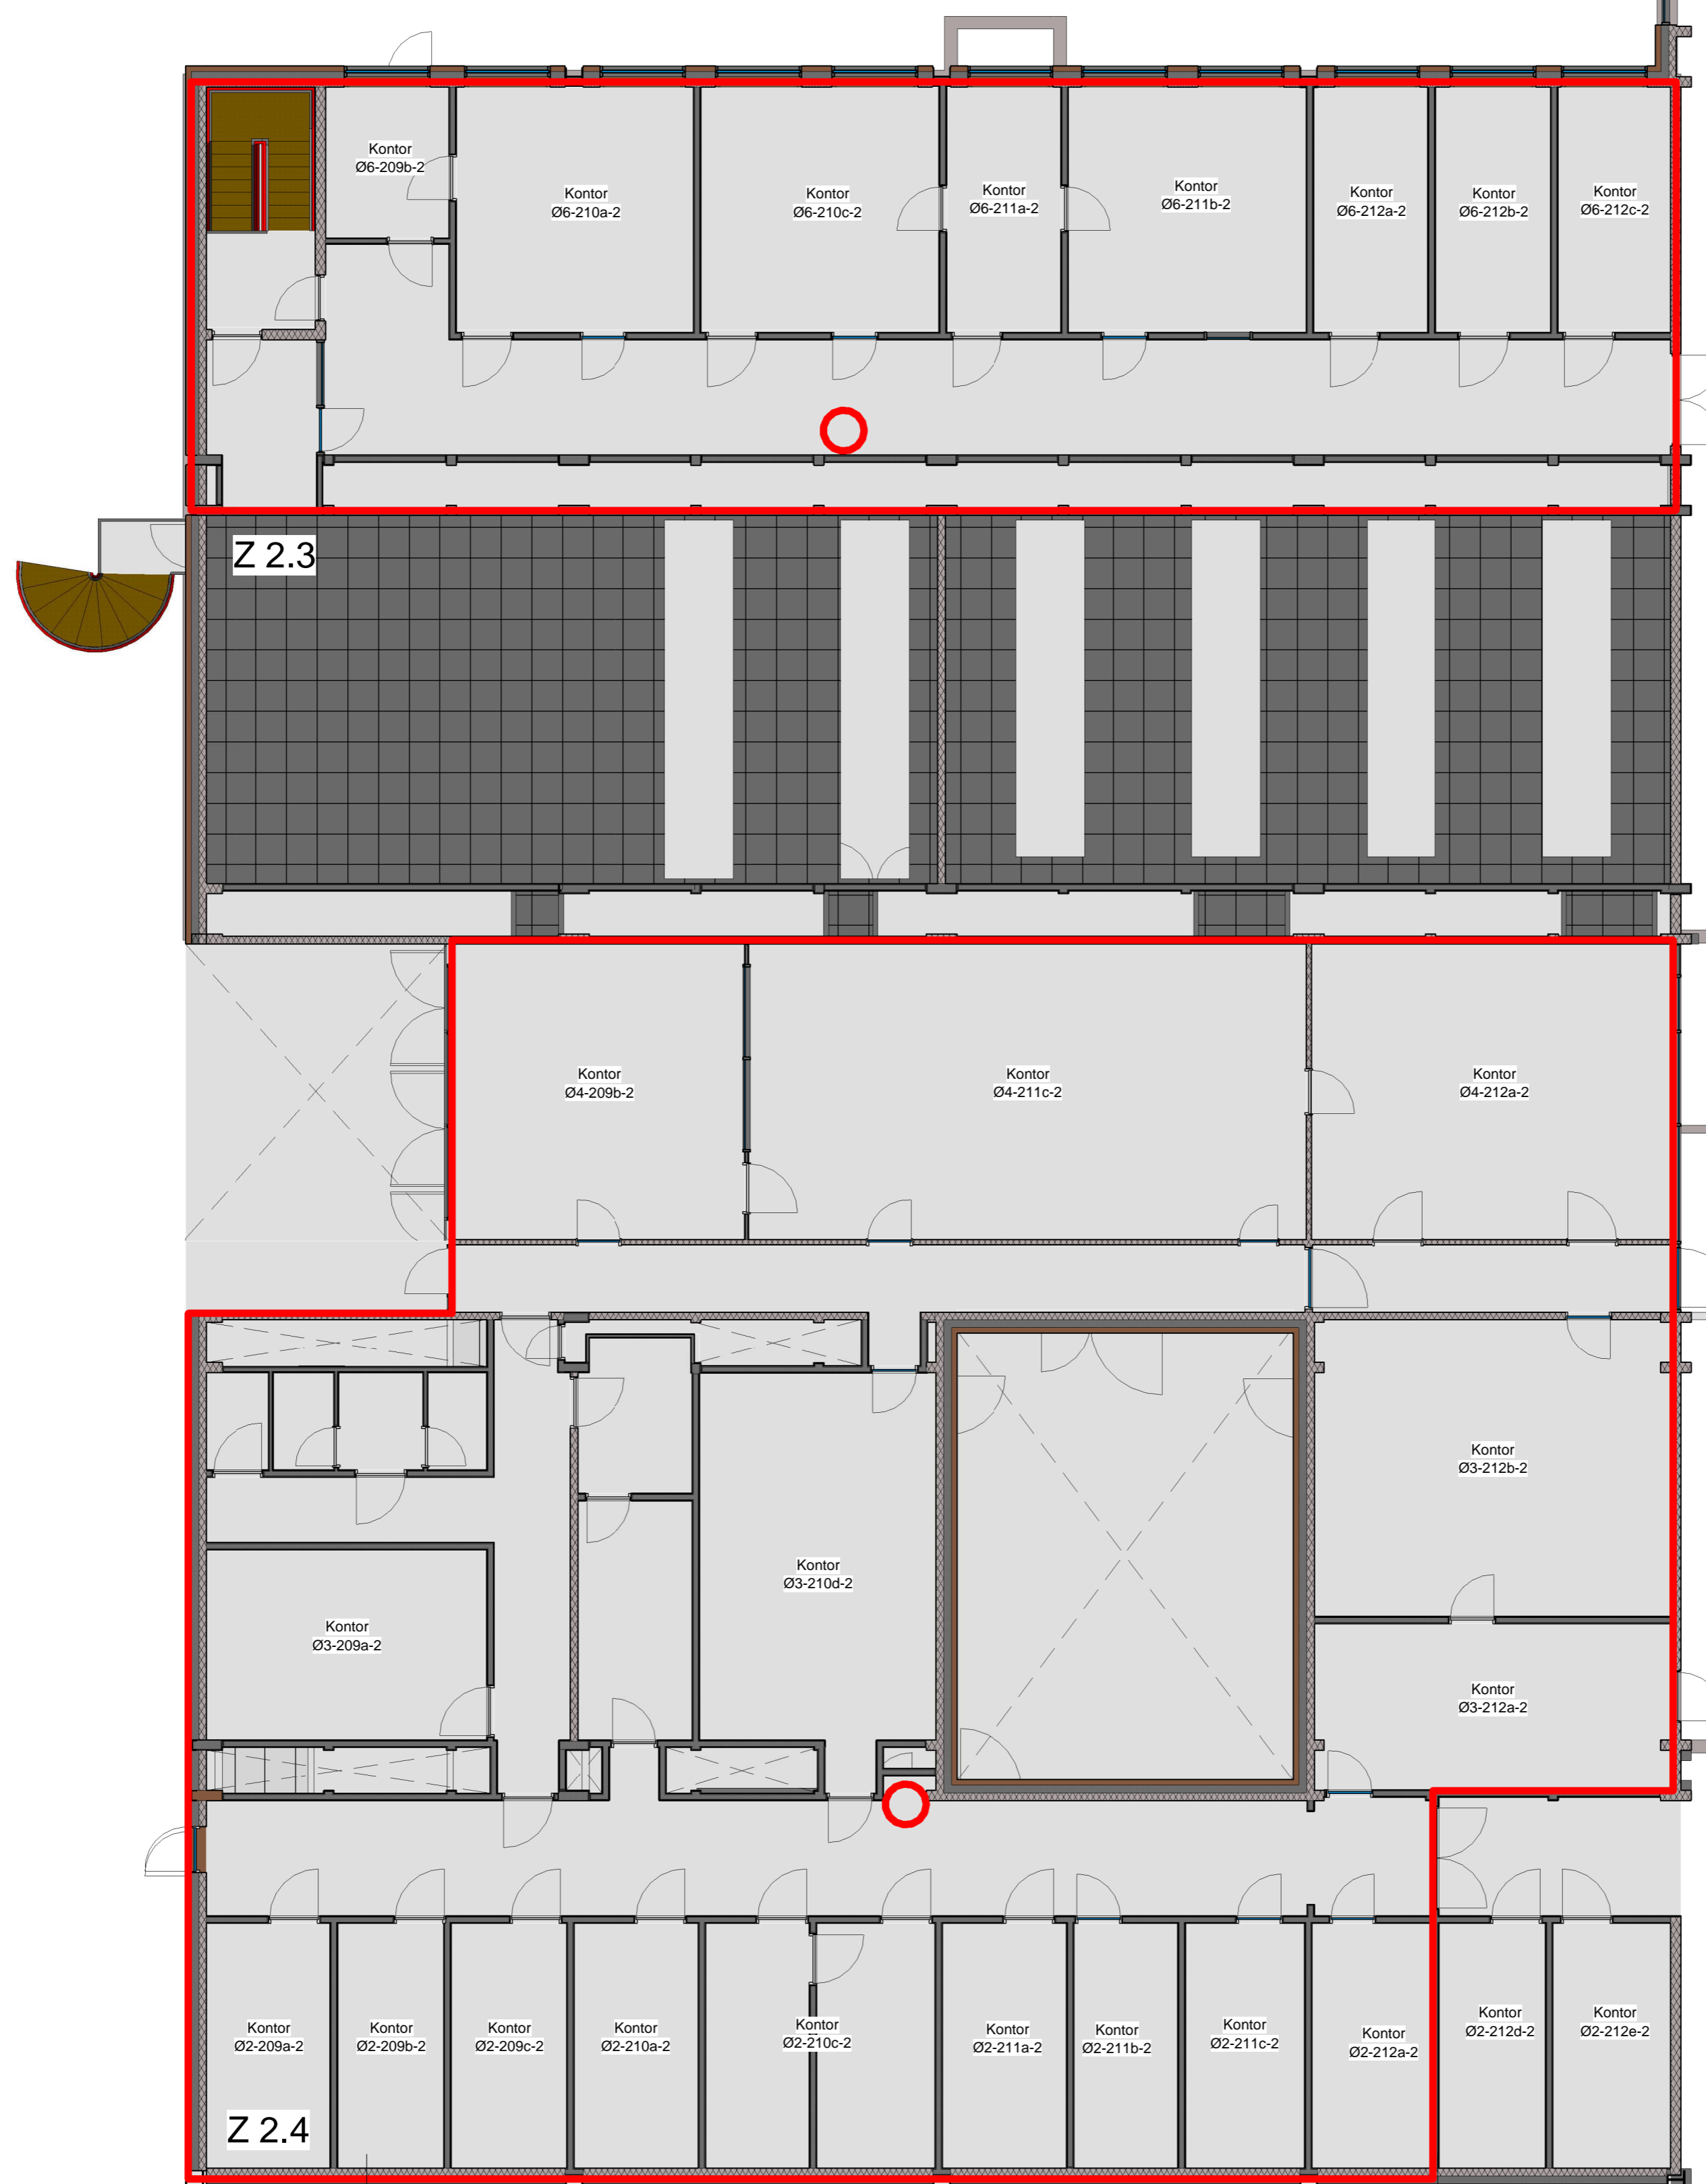 Kontor
Ø6-209b-2
Kontor
Ø6-210a-2
Kontor
Ø6-210c-2
Kontor
Ø6-211a-2
Kontor
Ø6-211b-2
Kontor
Ø6-212a-2
Kontor
Ø6-212b-2
Kontor
Ø6-212c-2
Z 2.3
Kontor
Ø4-209b-2
Kontor
Ø4-211c-2
Kontor
Ø4-212a-2
Kontor
Ø3-212b-2
Kontor
Ø3-210d-2
Kontor
Ø3-209a-2
Kontor
Ø3-212a-2
Kontor
Ø2-209a-2
Kontor
Ø2-209b-2
Kontor
Ø2-209c-2
Kontor
Ø2-210a-2
Kontor
Ø2-210c-2
Kontor
Ø2-211a-2
Kontor
Ø2-211b-2
Kontor
Ø2-211c-2
Kontor
Ø2-212a-2
Kontor
Ø2-212d-2
Kontor
Ø2-212e-2
Z 2.4